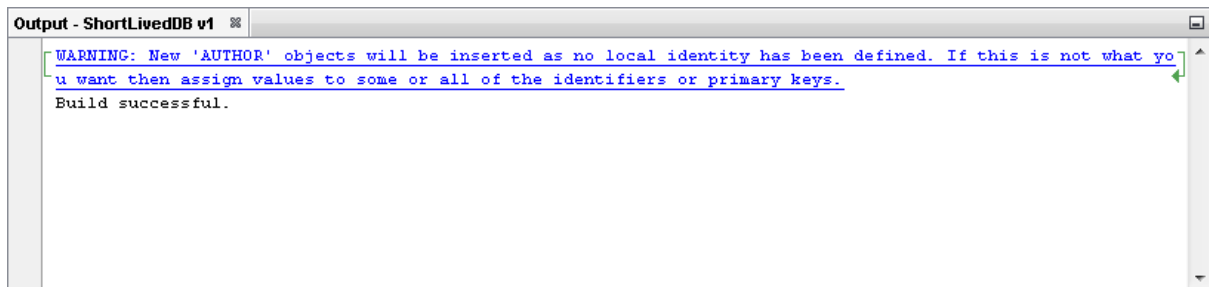 Output - ShortLivedDB v1
WARNING: New 'AUTHOR' objects will be inserted as no local identity has been defined. If this is not what yo
u want then assign values to some or all of the identifiers or primary keys.
Build successful.